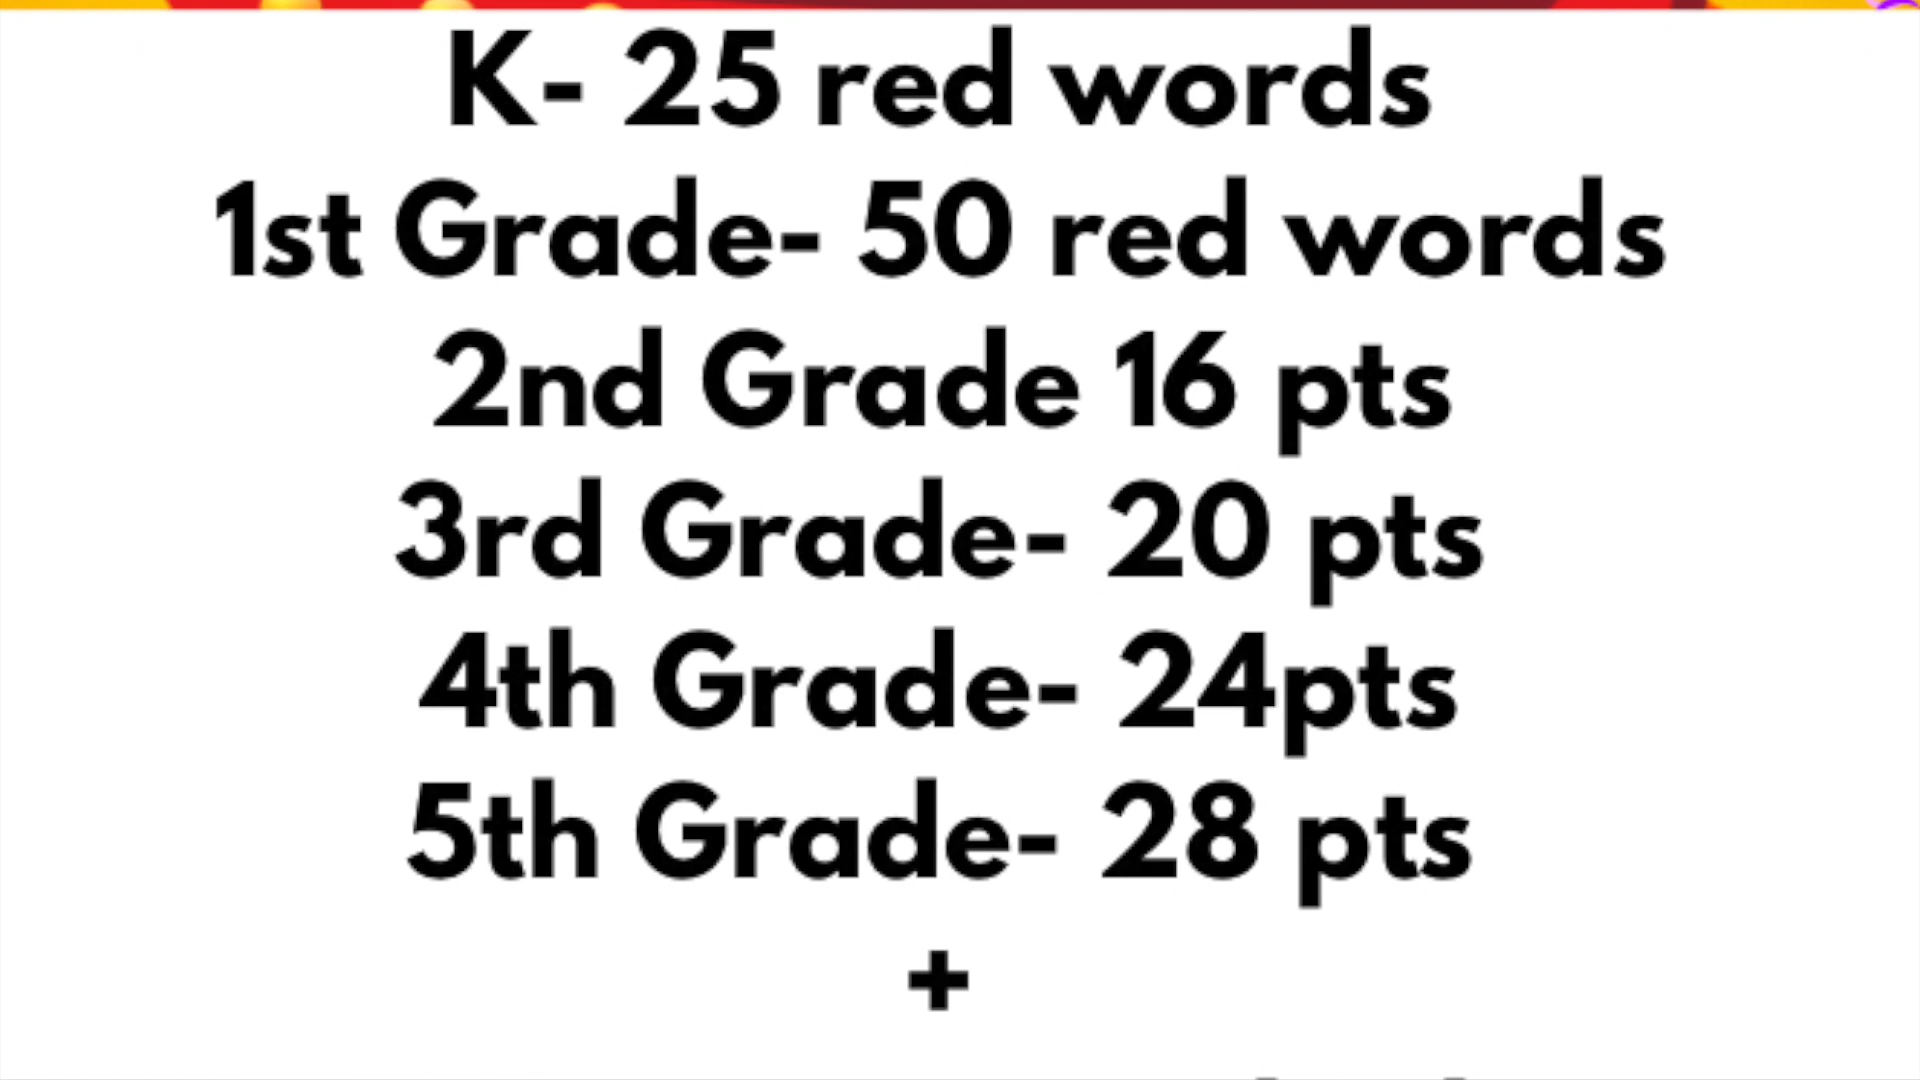 K- 25 red words
1st Grade- 50 red words
2nd Grade 16 pts
3rd Grade- 20 pts
4th Grade- 24pts
5th Grade- 28 pts
+